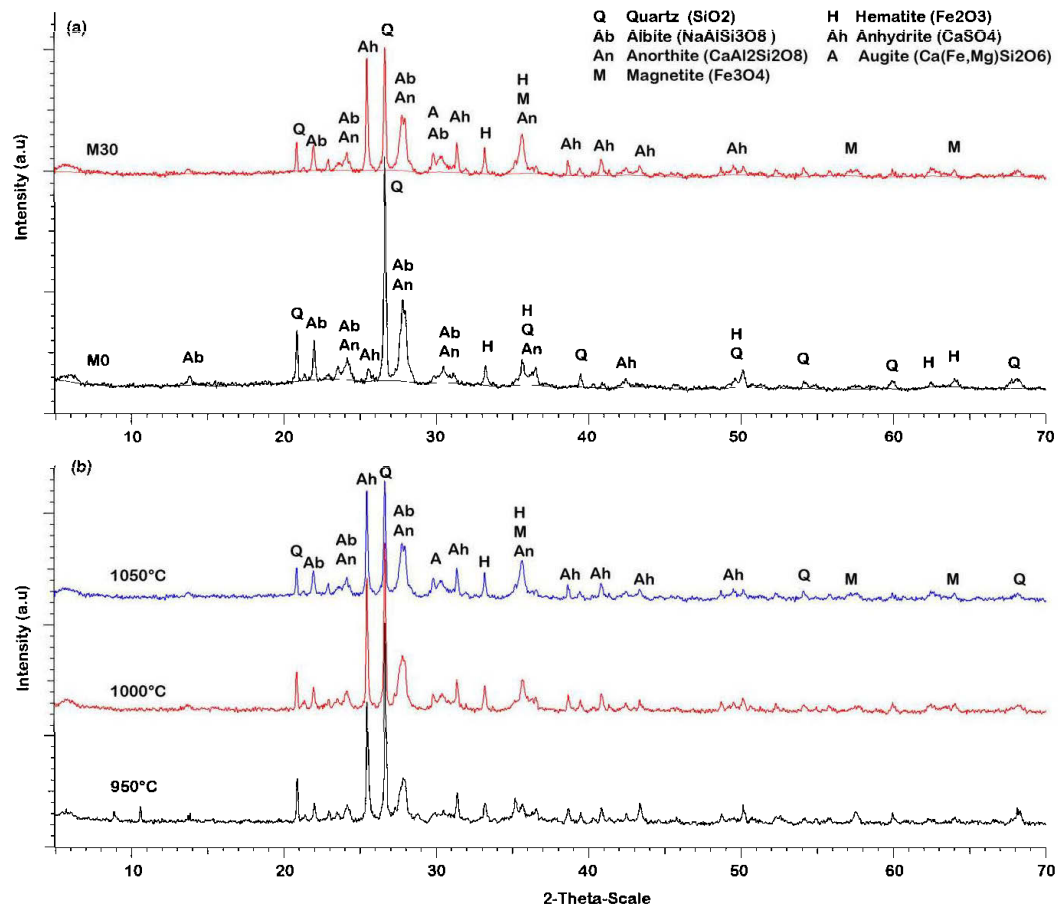 (a)
Q Quartz (SiO2) H Hematite (Fe2O3)
Ab Albite (NaAlSi3O8 ) Ah Anhydrite (CaSO4)
An Anorthite (CaAl2Si2O8) A Augite (Ca(Fe,Mg)Si2O6)
M Magnetite (Fe3O4)
Intensity (a.u)
M30
Q
Ab
Ab
An
Ah
Q
Ab
An
A
Ab
Ah
H
H
M
An
Ah
Ah
Ah
Ah
M
M
M0
Ab
Q
Ab
Ab
An
Ah
Q
Ab
An
Ab
An
H
H
Q
An
Q
Ah
H
Q
Q
Q
H
H
Q
10 20 30 40 50 60 70
(b)
Intensity (a.u)
1050°C
Q
Ab
Ab
An
Ah
Q
Ab
An
A
Ah
H
H
M
An
Ah
Ah
Ah
Ah
Q
M
M
Q
1000°C
950°C
10 20 30 40 50 60 70
2-Theta-Scale